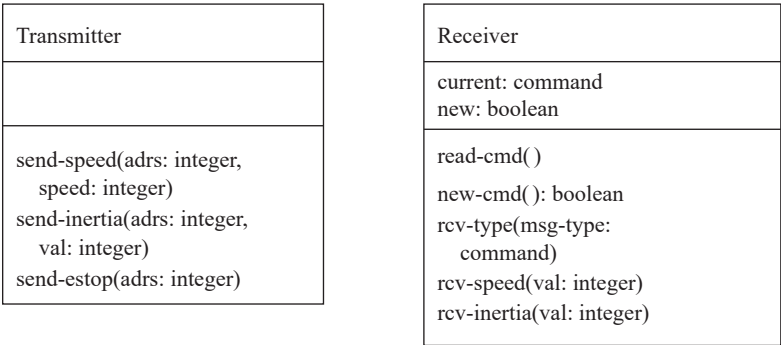 Transmitter
send-speed(adrs: integer,
speed: integer)
send-inertia(adrs: integer,
val: integer)
send-estop(adrs: integer)
Receiver
current: command
new: boolean
read-cmd( )
new-cmd( ): boolean
rcv-type(msg-type:
command)
rcv-speed(val: integer)
rcv-inertia(val: integer)